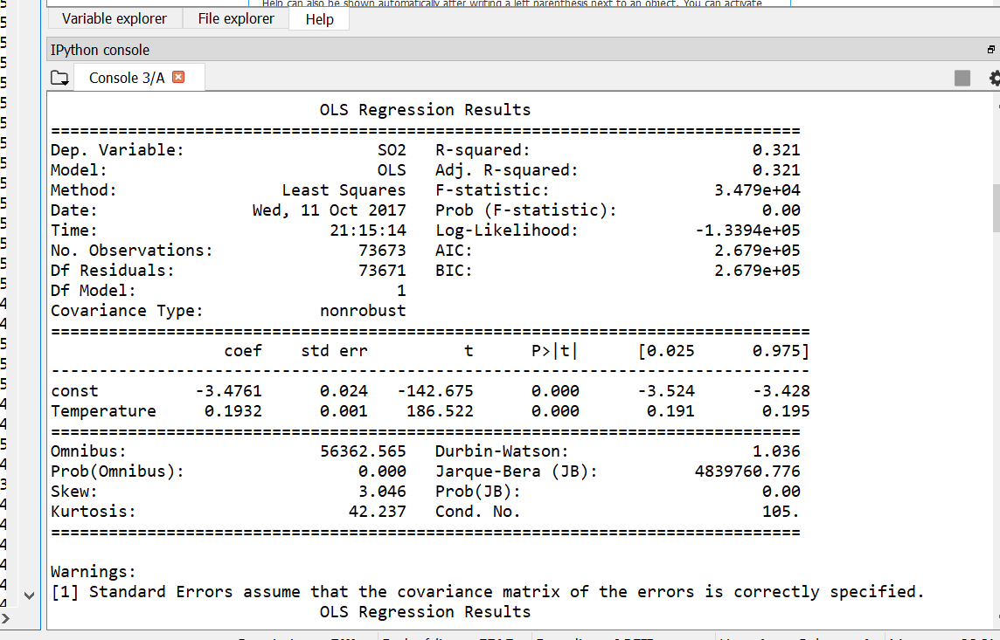 Help can also be shown automatically after writing a left parenthesis next to an object. You can activate
Variable explorer File explorer Help
IPython console
Console 3/A
OLS Regression Results
==============================================================================
Dep. Variable: SO2 R-squared: 0.321
Model: OLS Adj. R-squared: 0.321
Method: Least Squares F-statistic: 3.479e+04
Date: Wed, 11 Oct 2017 Prob (F-statistic): 0.00
Time: 21:15:14 Log-Likelihood: -1.3394e+05
No. Observations: 73673 AIC: 2.679e+05
Df Residuals: 73671 BIC: 2.679e+05
Df Model: 1
Covariance Type: nonrobust
===============================================================================
coef std err t P>|t| [0.025 0.975]
-------------------------------------------------------------------------------
const -3.4761 0.024 -142.675 0.000 -3.524 -3.428
Temperature 0.1932 0.001 186.522 0.000 0.191 0.195
==============================================================================
Omnibus: 56362.565 Durbin-Watson: 1.036
Prob(Omnibus): 0.000 Jarque-Bera (JB): 4839760.776
Skew: 3.046 Prob(JB): 0.00
Kurtosis: 42.237 Cond. No. 105.
==============================================================================
Warnings:
[1] Standard Errors assume that the covariance matrix of the errors is correctly specified.
OLS Regression Results